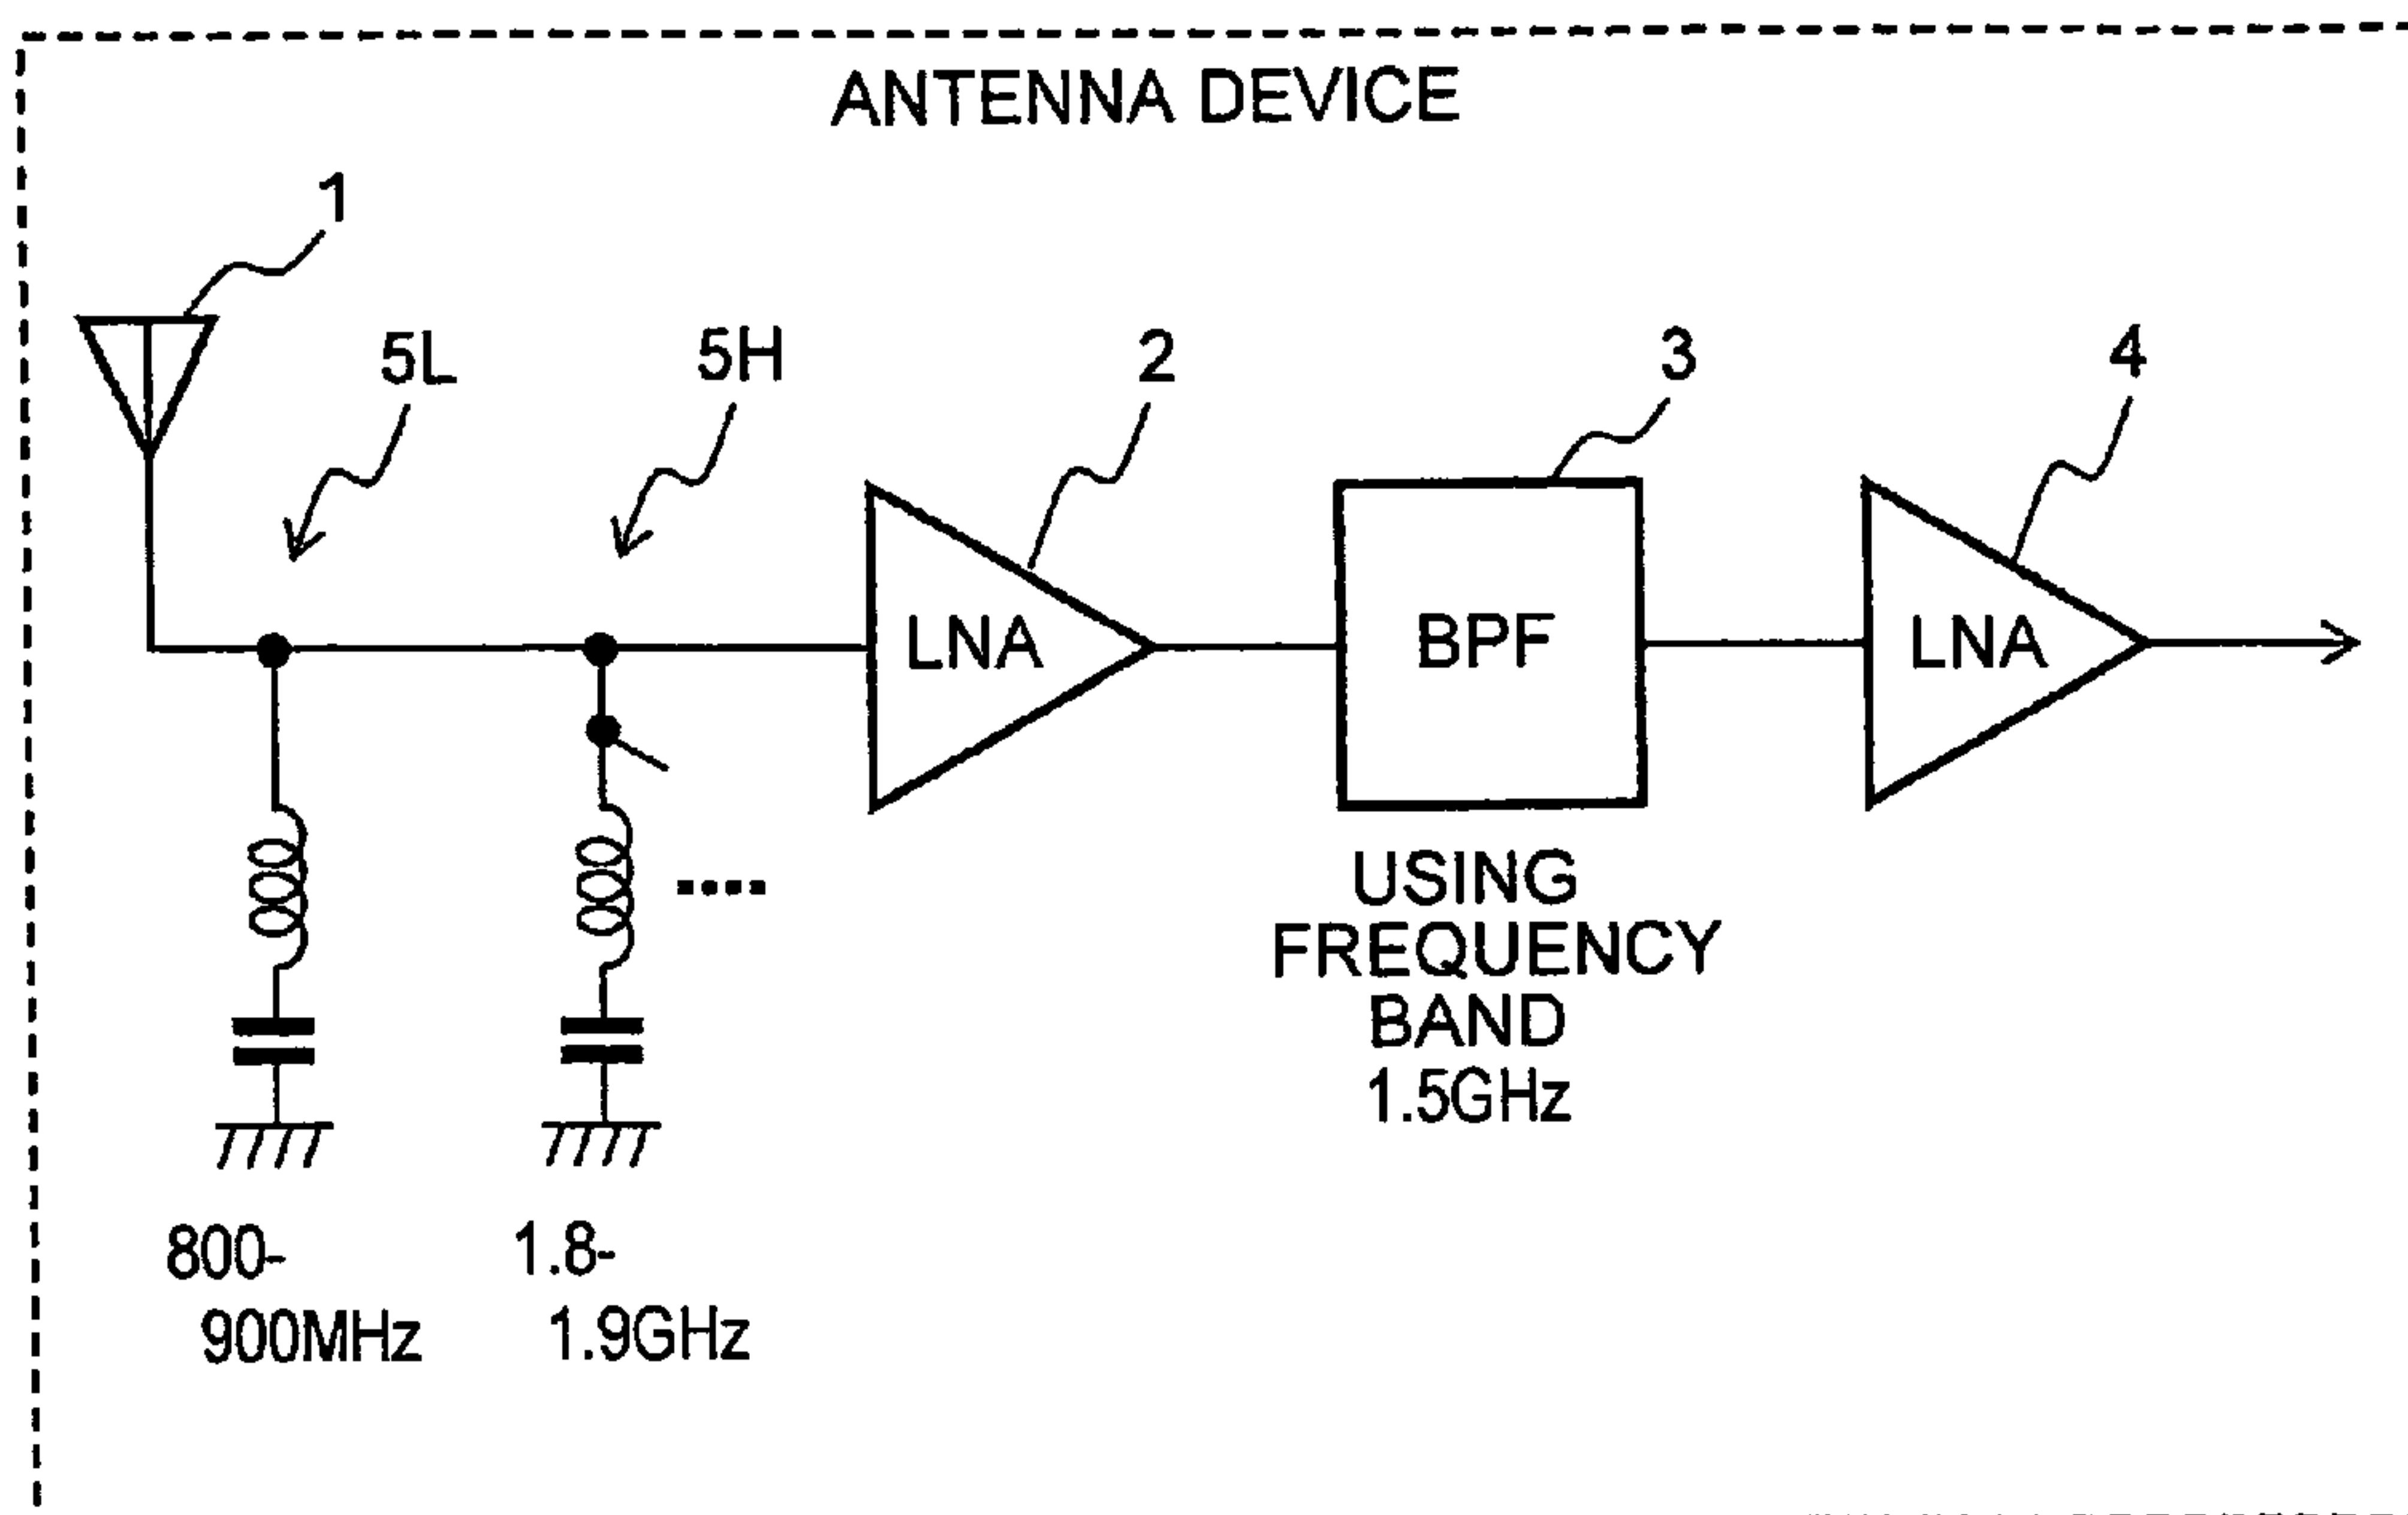 ANTENNA DEVICE
1
5L
5H
2
3
4
LNA
BPF
LNA
USING
FREQUENCY
BAND
1.5GHz
800-
900MHz
1.8-
1.9GHz